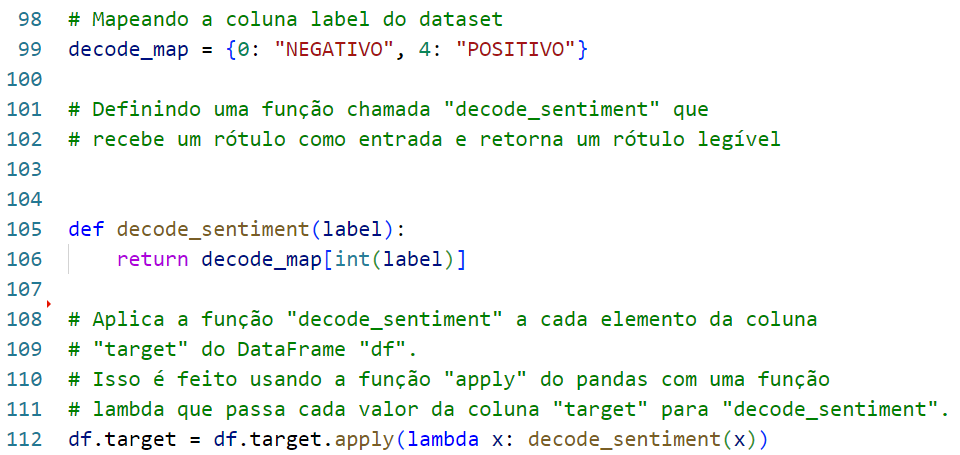 98 # Mapeando a coluna label do dataset
99 decode_map = {0: "NEGATIVO", 4: "POSITIVO"}
100
101 # Definindo uma função chamada "decode_sentiment" que
102 # recebe um rótulo como entrada e retorna um rótulo legível
103
104
105 def decode_sentiment(label):
106     return decode_map[int(label)]
107
108 # Aplica a função "decode_sentiment" a cada elemento da coluna
109 # "target" do DataFrame "df".
110 # Isso é feito usando a função "apply" do pandas com uma função
111 # lambda que passa cada valor da coluna "target" para "decode_sentiment".
112 df.target = df.target.apply(lambda x: decode_sentiment(x))